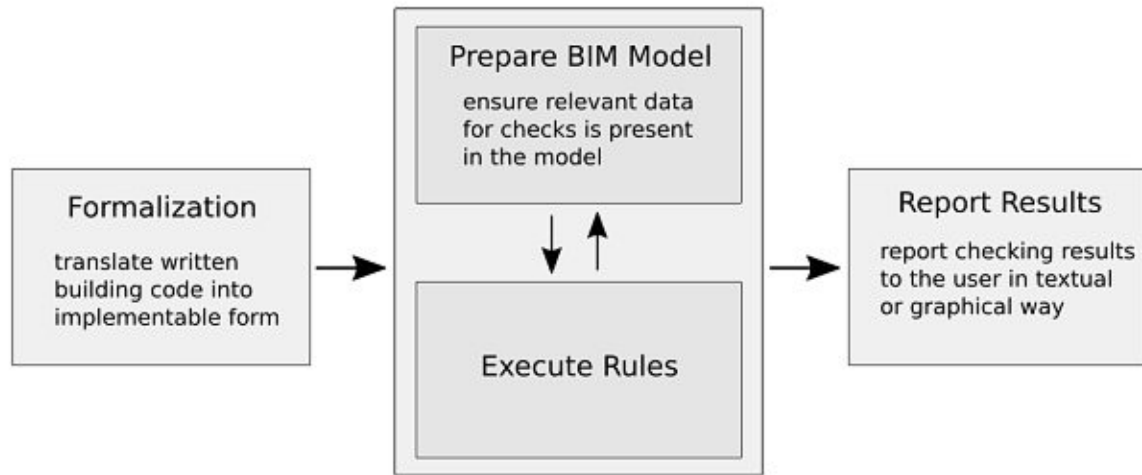 Formalization
translate written
building code into
implementable form
Prepare BIM Model
ensure relevant data
for checks is present
in the model
Execute Rules
Report Results
report checking results
to the user in textual
or graphical way